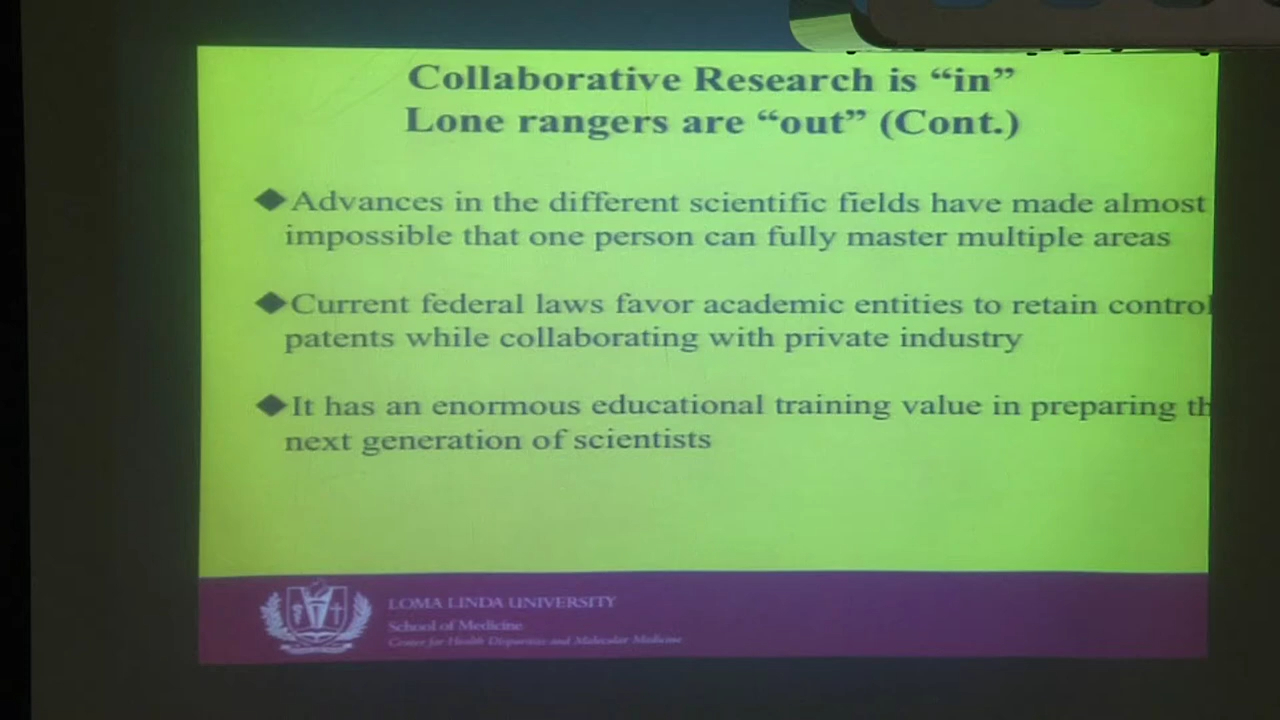 Collaborative Research is “in”
Lone rangers are “out” (Cont.)
Advances in the different scientific fields have made almost
impossible that one person can fully master multiple areas
Current federal laws favor academic entities to retain control
patents while collaborating with private industry
It has an enormous educational training value in preparing th
next generation of scientists
LOMA LINDA UNIVERSITY
School of Medicine
Center for Health Disparities and Molecular Medicine